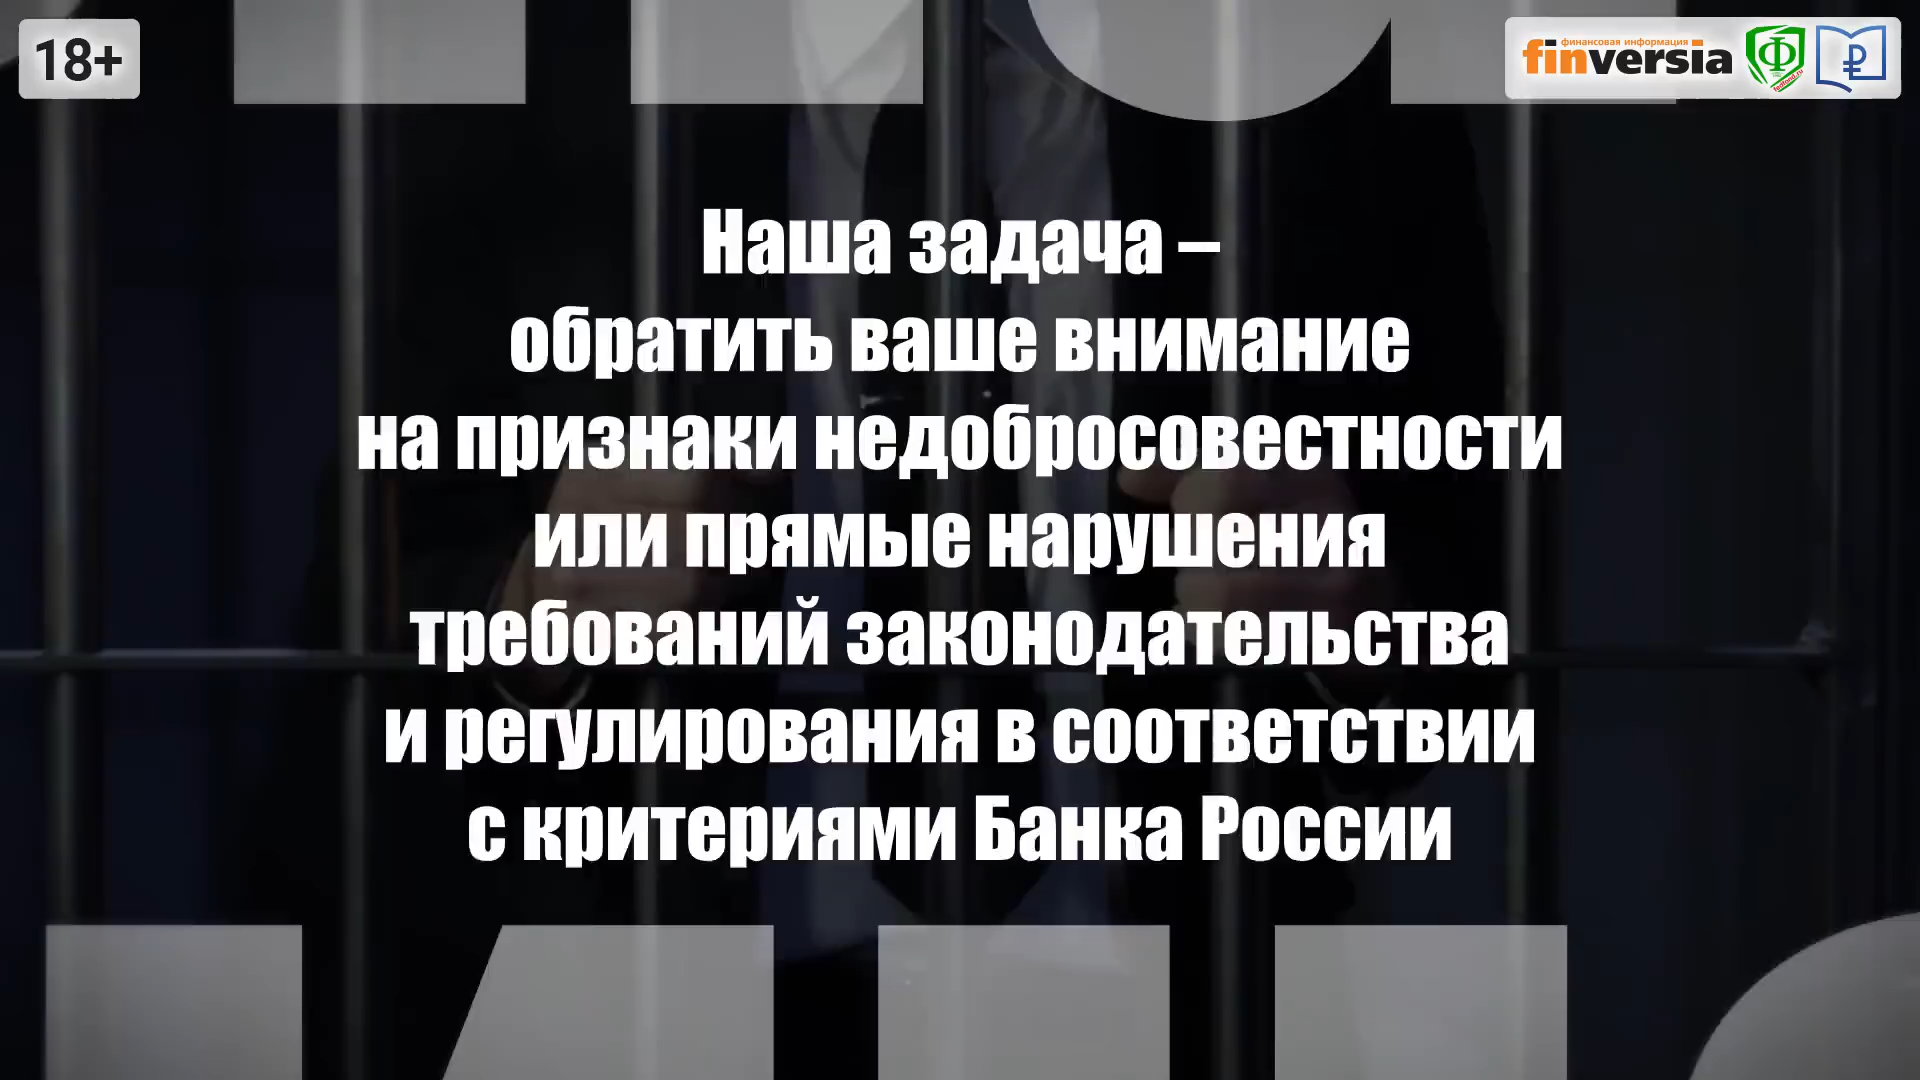 18+
финансовая информация
finversia
Наша задача –
обратить ваше внимание
на признаки недобросовестности
или прямые нарушения
требований законодательства
и регулирования в соответствии
с критериями Банка России